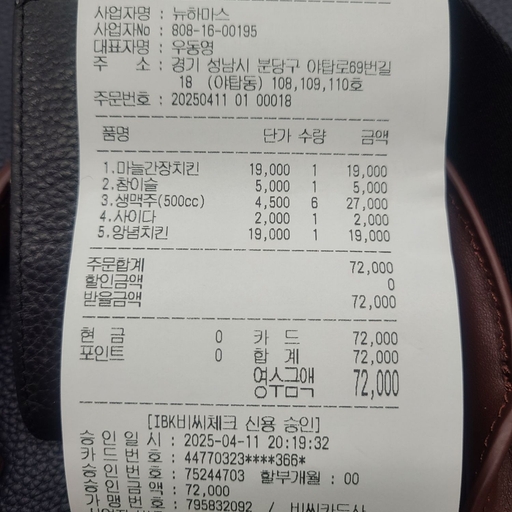 사업자명 : 뉴하마스
사업자No : 808-16-00195
대표자명 : 우동영
주 소 : 경기 성남시 분당구 야탑로69번길
18 (야탑동) 108,109,110호
주문번호 : 20250411 01 00018
품명 단가 수량 금액
1.마늘간장치킨 19,000 1 19,000
2.참이슬 5,000 1 5,000
3.생맥주(500cc) 4,500 6 27,000
4.사이다 2,000 1 2,000
5.양념치킨 19,000 1 19,000
주문합계 72,000
할인금액 0
받을금액 72,000
현 금 0 카 드 72,000
포인트 0 합 계 72,000
영수금액 72,000
[IBK비씨체크 신용 승인]
승 인 일 시 : 2025-04-11 20:19:32
카 드 번 호 : 44770323****366*
승 인 번 호 : 75244703 할부개월 : 00
승 인 금 액 : 72,000
가 맹 번 호 : 795832092 / 비씨카드사